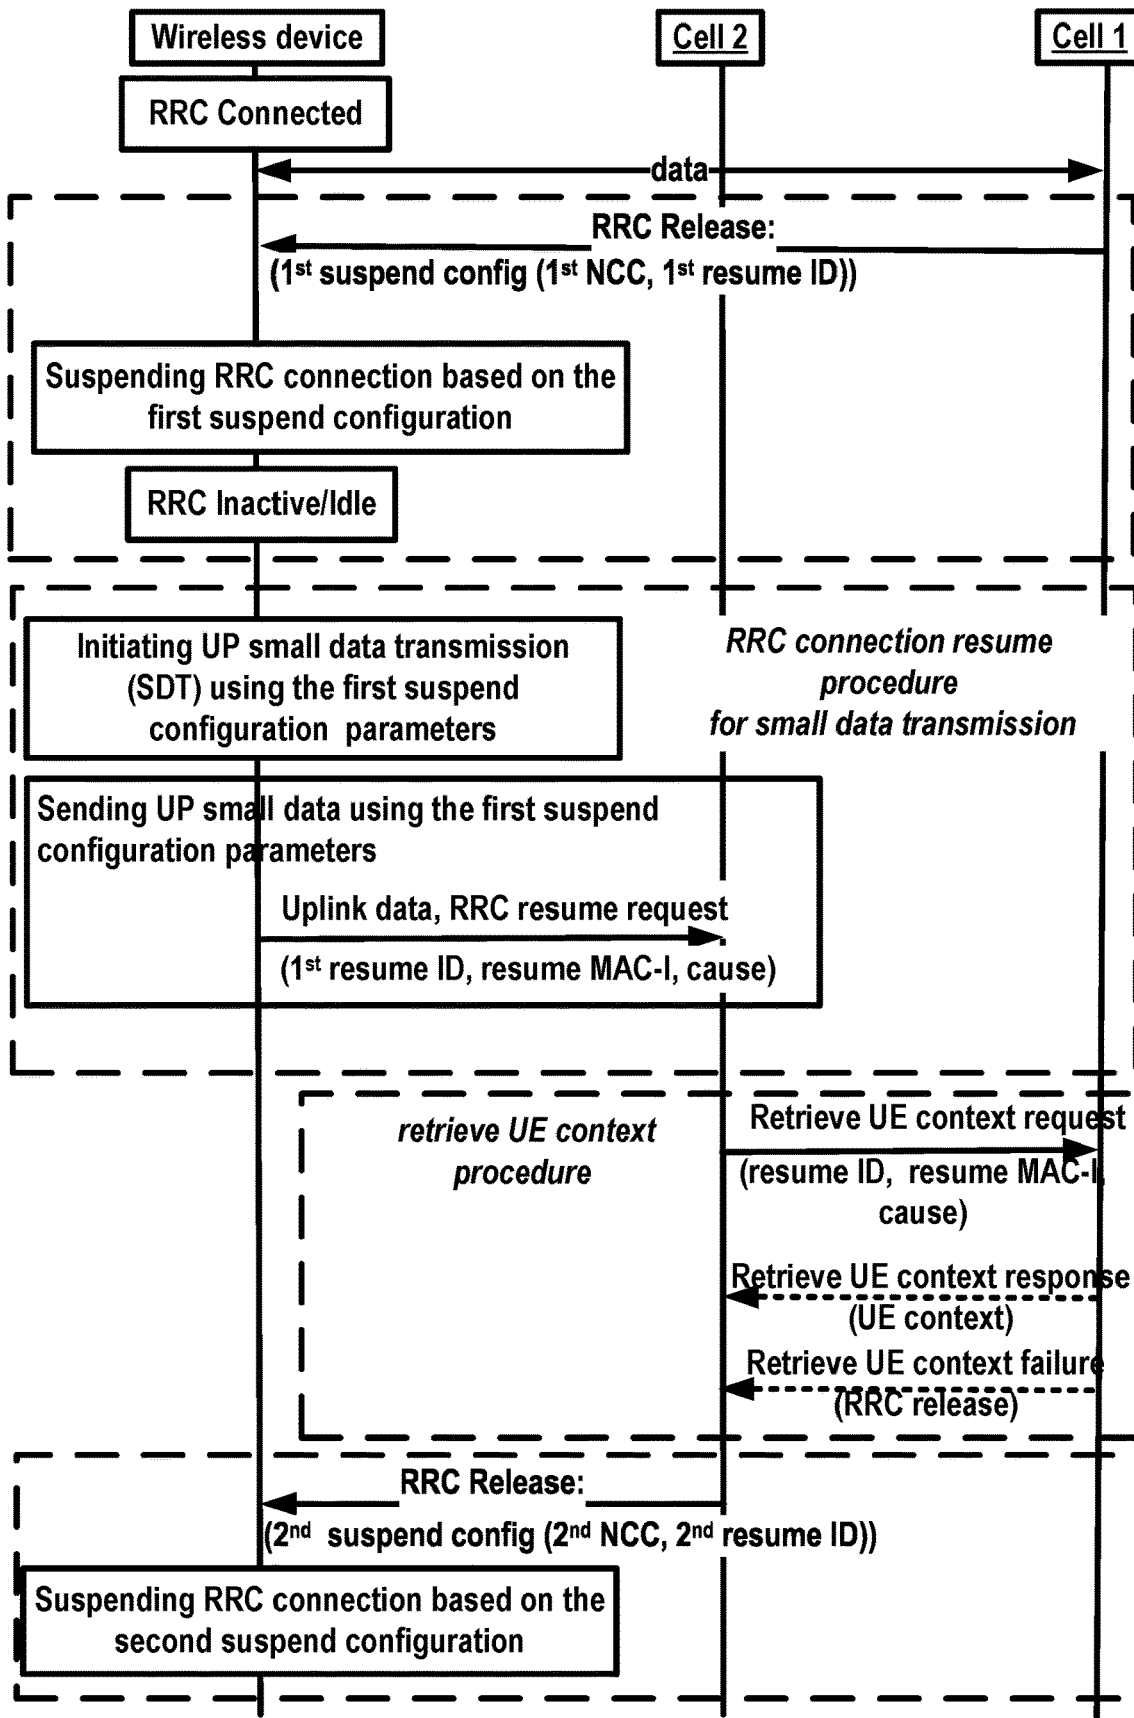 Wireless device
Cell 2
Cell 1
RRC Connected
data
RRC Release:
(1st suspend config (1st NCC, 1st resume ID))
Suspending RRC connection based on the
first suspend configuration
RRC Inactive/Idle
Initiating UP small data transmission
(SDT) using the first suspend
configuration parameters
RRC connection resume
procedure
for small data transmission
Sending UP small data using the first suspend
configuration parameters
Uplink data, RRC resume request
(1st resume ID, resume MAC-I, cause)
retrieve UE context
procedure
Retrieve UE context request
(resume ID, resume MAC-I,
cause)
Retrieve UE context response
(UE context)
Retrieve UE context failure
(RRC release)
RRC Release:
(2nd suspend config (2nd NCC, 2nd resume ID))
Suspending RRC connection based on the
second suspend configuration